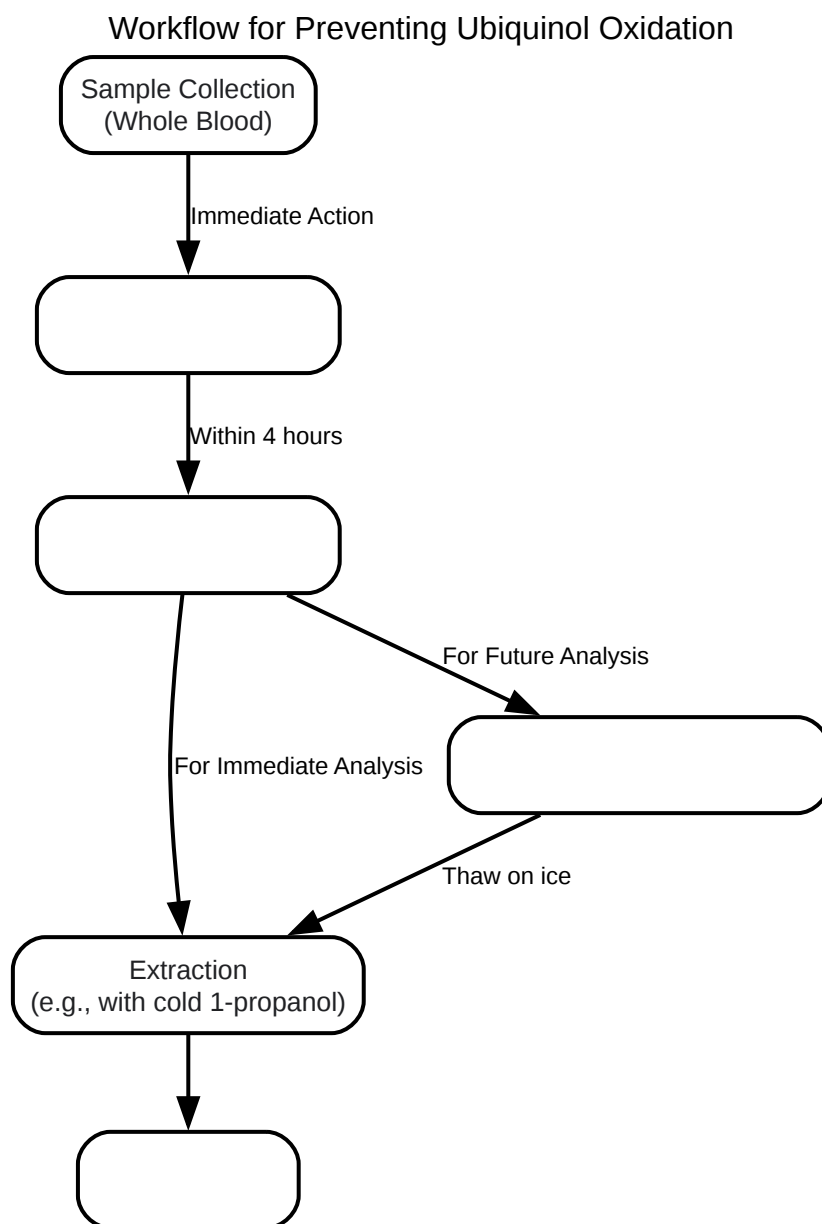 Workflow for Preventing Ubiquinol Oxidation
Sample Collection
(Whole Blood)
Immediate Action
Within 4 hours
For Future Analysis
For Immediate Analysis
Thaw on ice
Extraction
(e.g., with cold 1-propanol)